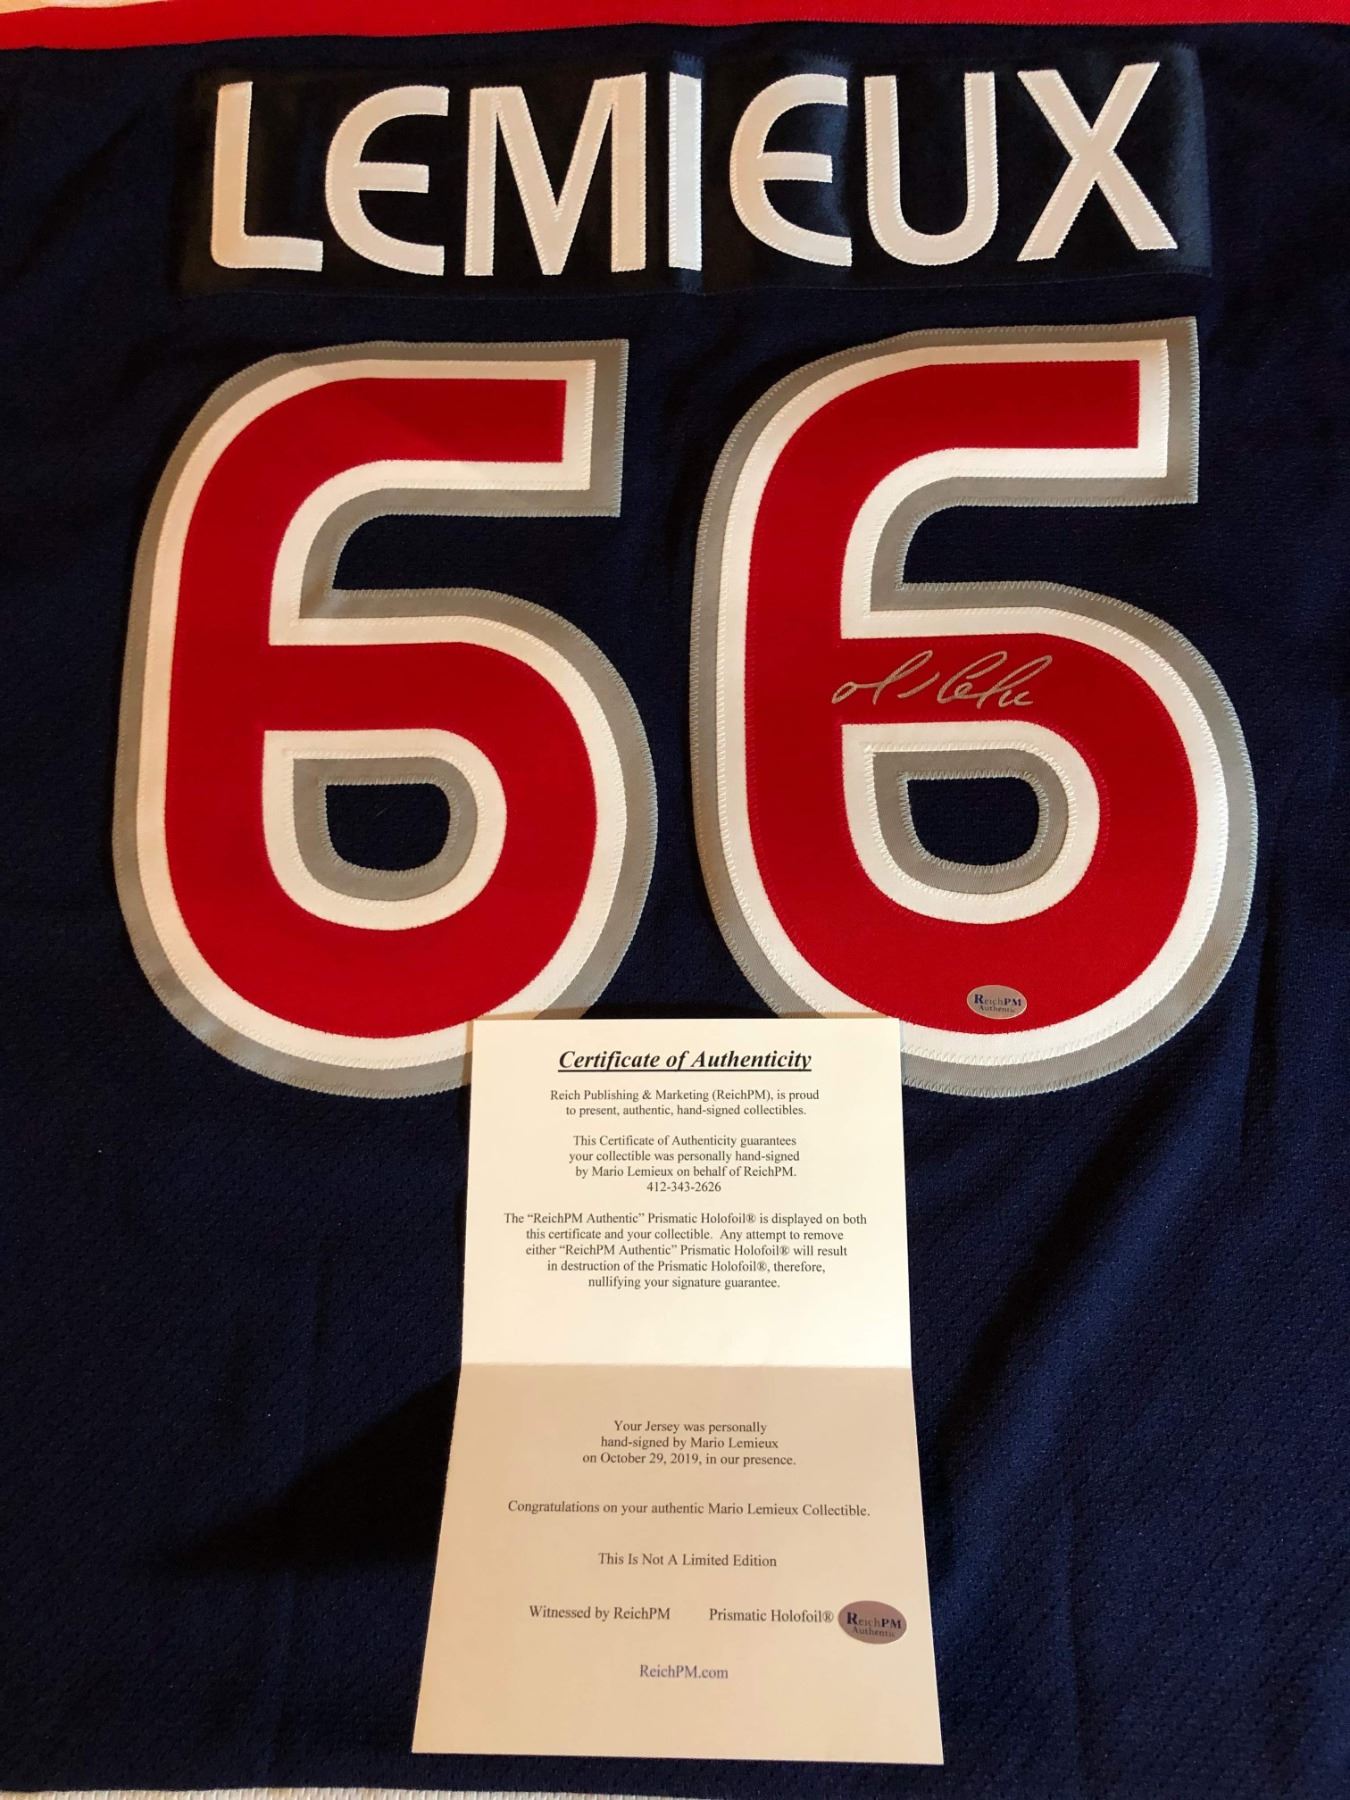 LEMIEUX
66
ReichPM
Authentic
Certificate of Authenticity
Reich Publishing & Marketing (ReichPM), is proud
to present, authentic, hand-signed collectibles.
This Certificate of Authenticity guarantees
your collectible was personally hand-signed
by Mario Lemieux on behalf of ReichPM.
412-343-2626
The “ReichPM Authentic” Prismatic Holofoil® is displayed on both
this certificate and your collectible. Any attempt to remove
either “ReichPM Authentic” Prismatic Holofoil® will result
in destruction of the Prismatic Holofoil®, therefore,
nullifying your signature guarantee.
Your Jersey was personally
hand-signed by Mario Lemieux
on October 29, 2019, in our presence.
Congratulations on your authentic Mario Lemieux Collectible.
This Is Not A Limited Edition
Witnessed by ReichPM Prismatic Holofoil®
ReichPM
Authentic
ReichPM.com